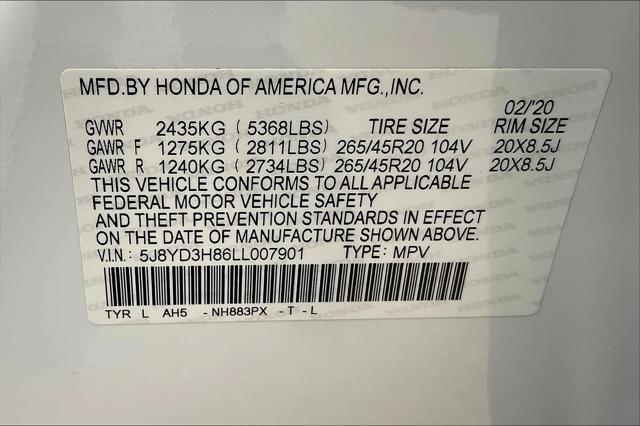 MFD.BY HONDA OF AMERICA MFG.,INC.
02/'20
GVWR 2435KG ( 5368LBS) TIRE SIZE RIM SIZE
GAWR F 1275KG ( 2811LBS) 265/45R20 104V 20X8.5J
GAWR R 1240KG ( 2734LBS) 265/45R20 104V 20X8.5J
THIS VEHICLE CONFORMS TO ALL APPLICABLE
FEDERAL MOTOR VEHICLE SAFETY
AND THEFT PREVENTION STANDARDS IN EFFECT
ON THE DATE OF MANUFACTURE SHOWN ABOVE.
V.I.N.: 5J8YD3H86LL007901 TYPE: MPV
TYR L AH5 -NH883PX -T -L